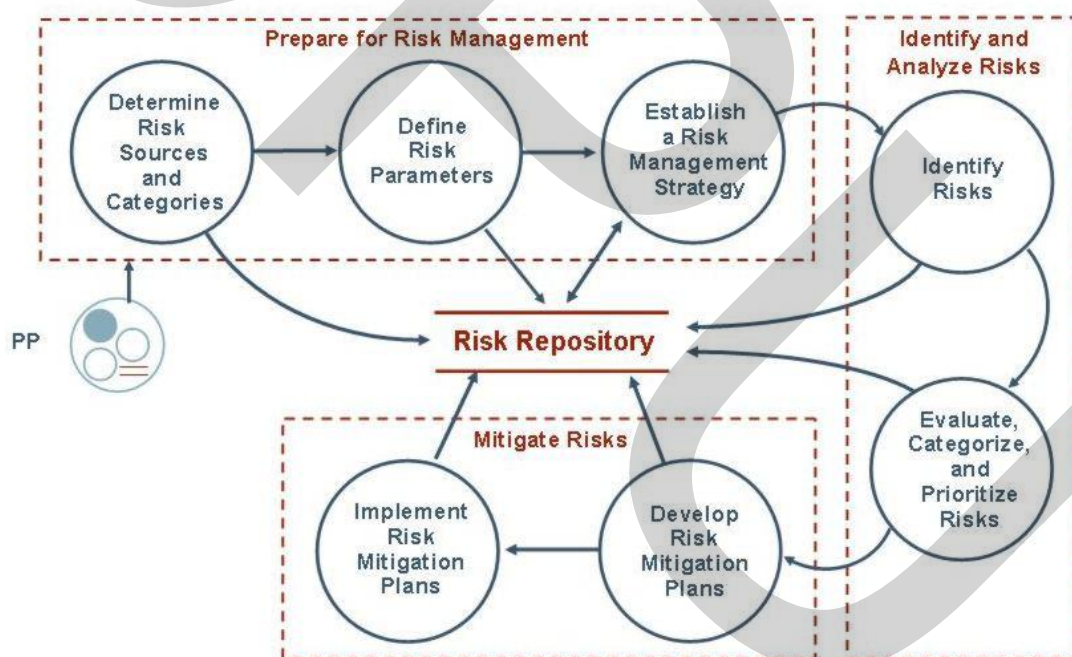 Prepare for Risk Management
Determine
Risk
Sources
and
Categories
Define
Risk
Parameters
Establish
a Risk
Management
Strategy
Identify and
Analyze Risks
Identify
Risks
PP
Risk Repository
Evaluate,
Categorize,
and
Prioritize
Risks
Mitigate Risks
Implement
Risk
Mitigation
Plans
Develop
Risk
Mitigation
Plans